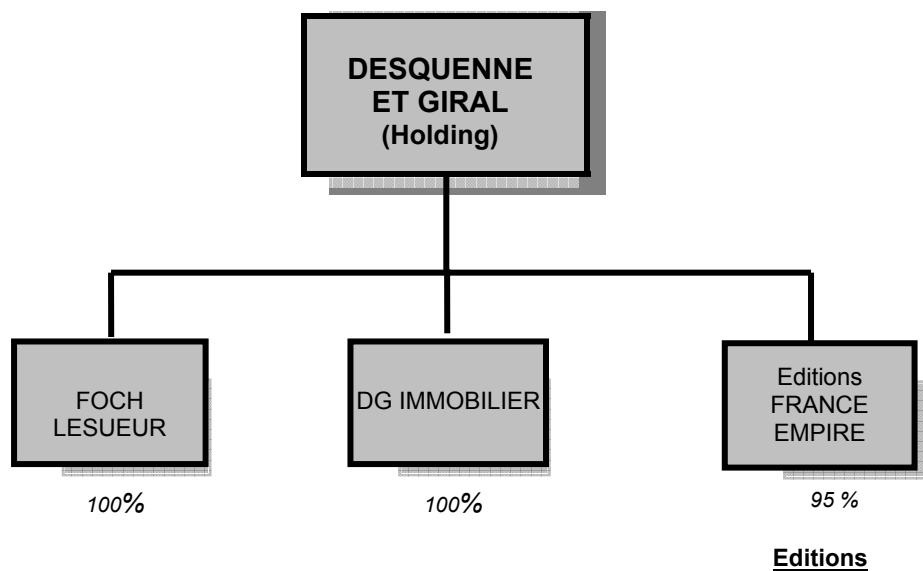 DESQUENNE
ET GIRAL
(Holding)
FOCH
LESUEUR
DG IMMOBILIER
Editions
FRANCE
EMPIRE
100%
100%
95 %
Editions